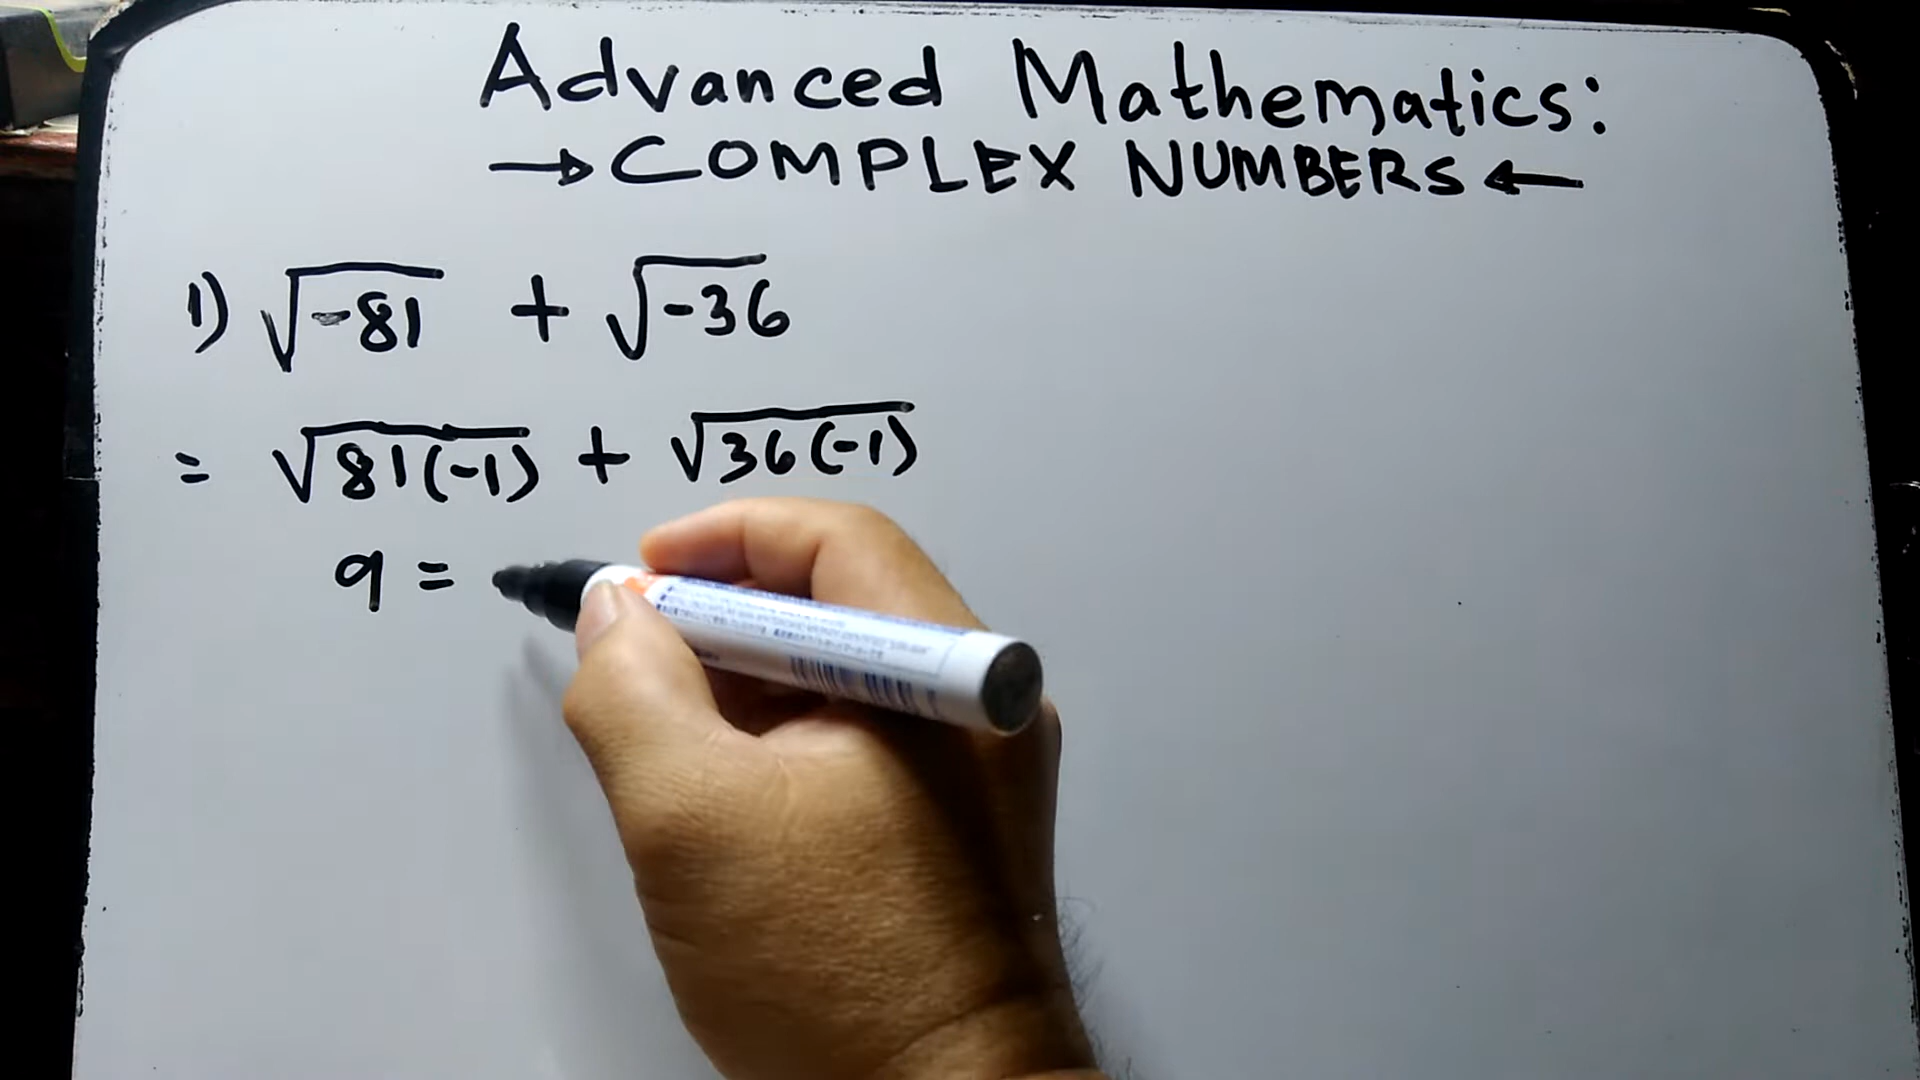 Advanced Mathematics:
→ COMPLEX NUMBERS ←
1) √-81 + √-36
= √81(-1) + √36(-1)
9 =